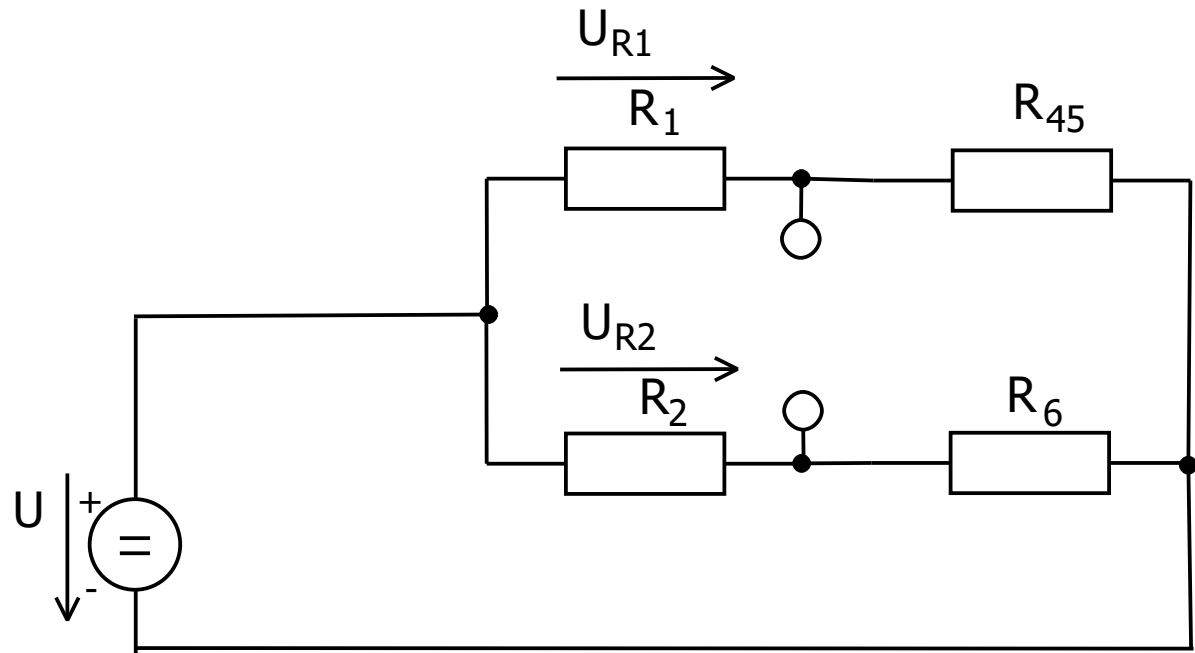 U_R1
R_1
R_45
U_R2
R_2
R_6
U
+
=
-